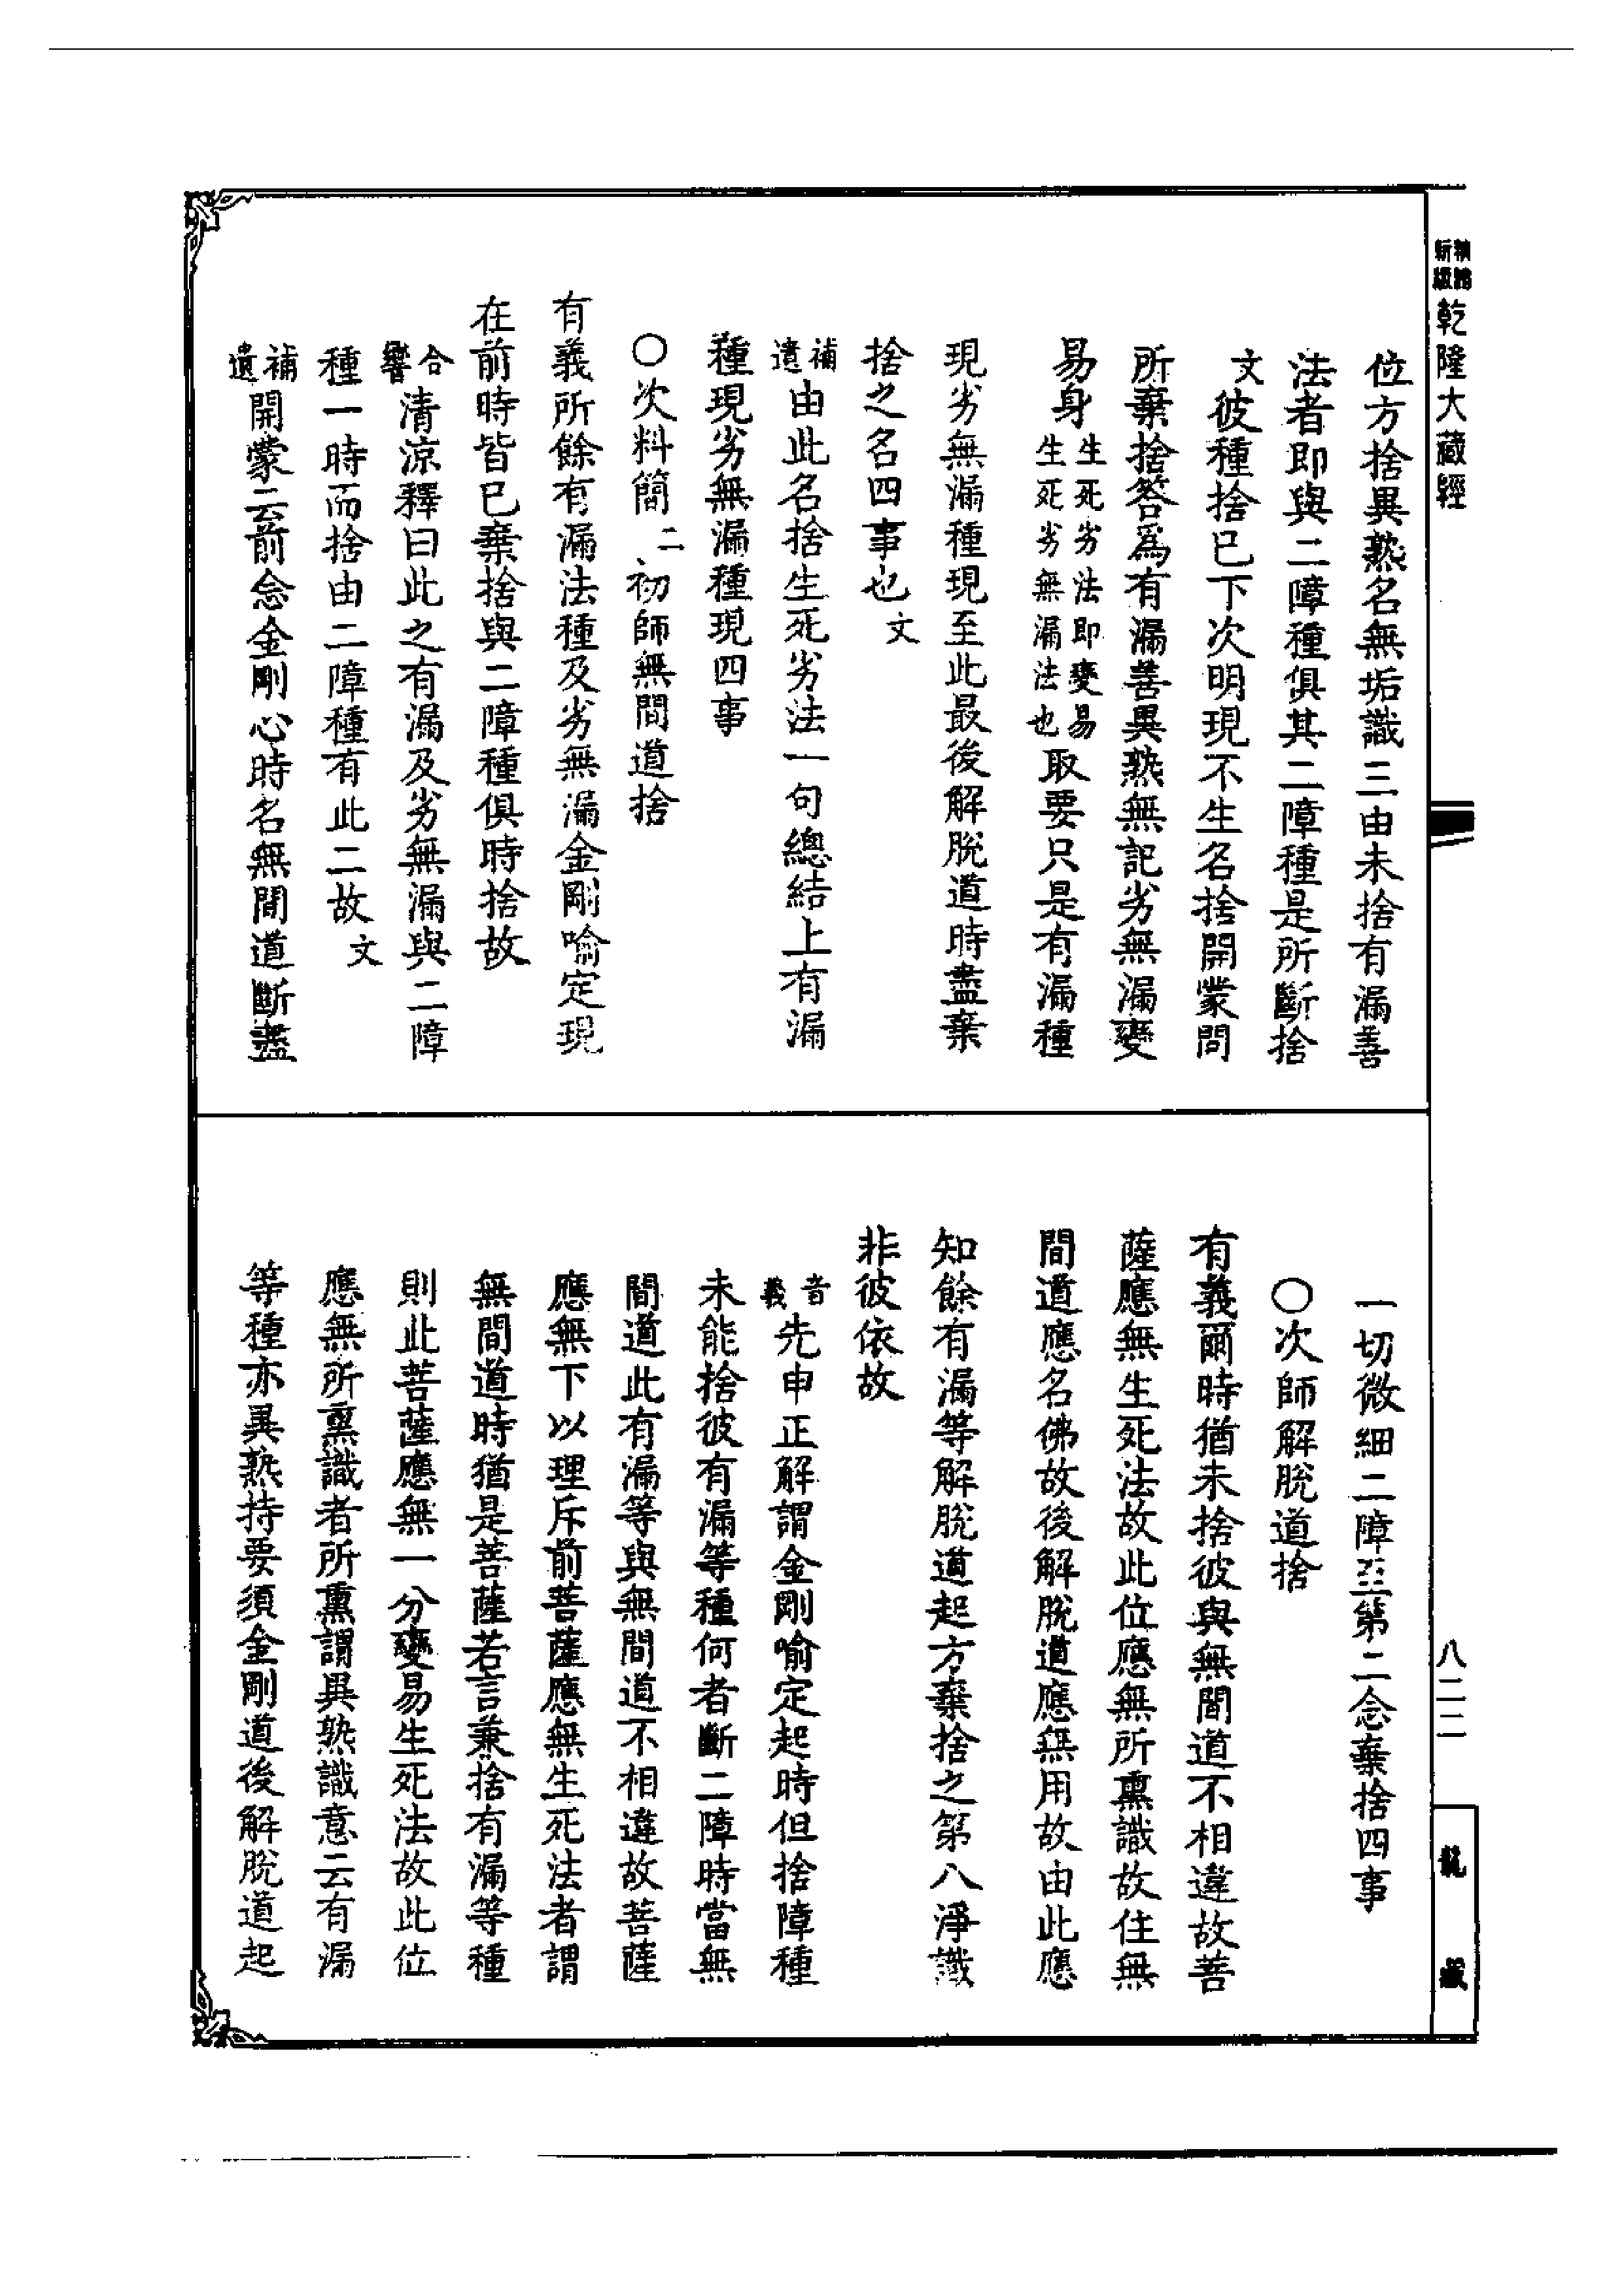 新編縮級乾隆大藏經
位方捨異熟名無垢識三由未捨有漏善
法者即與二障種俱其二障種是所斷捨
文彼種捨已下次明現不生名捨開蒙問
所棄捨答爲有漏善異熟無記劣無漏變
易身生死劣法即變易生死劣無漏法也取要只是有漏種
現劣無漏種現至此最後解脫道時盡棄
捨之名四事也文
補遺由此名捨生死劣法一句總結上有漏
種現劣無漏種現四事
〇次料簡二初師無間道捨
有義所餘有漏法種及劣無漏金剛喻定現
在前時皆已棄捨與二障種俱時捨故
合響清涼釋曰此之有漏及劣無漏與二障
種一時而捨由二障種有此二故文
補遺開蒙云前念金剛心時名無間道斷盡
一切微細二障至第二念棄捨四事
〇次師解脫道捨
有義爾時猶未捨彼與無間道不相違故菩
薩應無生死法故此位應無所熏識故住無
間道應名佛故後解脫道應無用故由此應
知餘有漏等解脫道起方棄捨之第八淨識
非彼依故
音義先申正解謂金剛喻定起時但捨障種
未能捨彼有漏等種何者斷二障時當無
間道此有漏等與無間道不相違故菩薩
應無下以理斥前菩薩應無生死法者謂
無間道時猶是菩薩若言兼捨有漏等種
則此菩薩應無一分變易生死法故此位
應無所熏識者所熏謂異熟識意云有漏
等種亦異熟持要須金剛道後解脫道起
八二二
龍藏